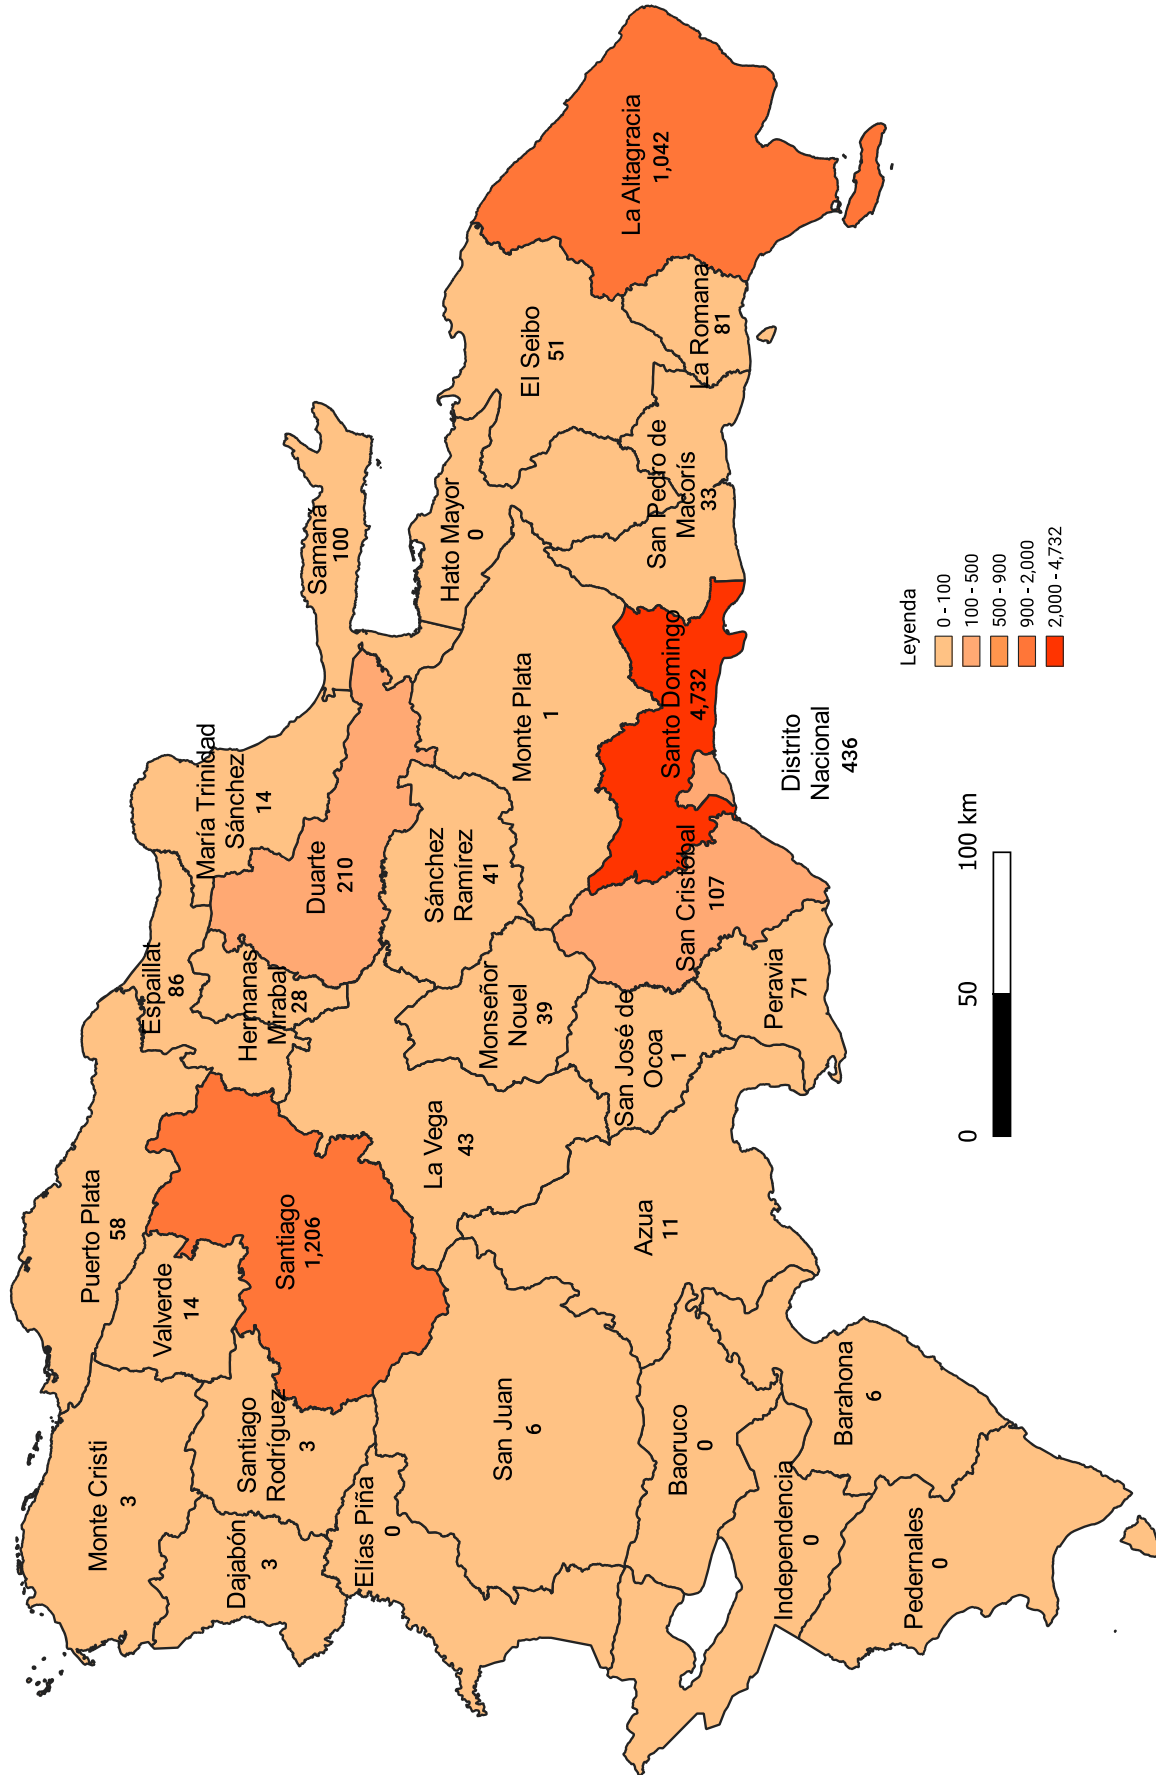 Puerto Plata
58
Monte Cristi
3
Valverde
14
Espaillat
86
María Trinidad
Sánchez
14
Samaná
100
Hermanas
Mirabal
28
Santiago
1,206
Santiago
Rodríguez
3
Dajabón
3
Duarte
210
Elías Piña
0
La Vega
43
Sánchez
Ramírez
41
Hato Mayor
0
El Seibo
51
La Altagracia
1,042
San Juan
6
Monseñor
Nouel
39
Monte Plata
1
San Pedro de
Macorís
33
La Romana
81
Azua
11
San José de
Ocoa
1
San Cristóbal
107
Santo Domingo
4,732
Baoruco
0
Peravia
71
Distrito
Nacional
436
Independencia
0
Barahona
6
Pedernales
0
0 50 100 km
Leyenda
0 - 100
100 - 500
500 - 900
900 - 2,000
2,000 - 4,732